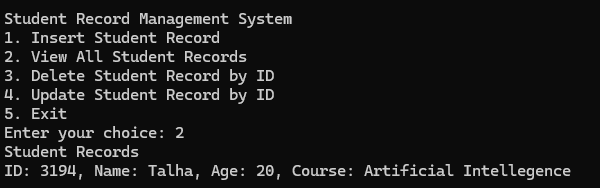 Student Record Management System
1. Insert Student Record
2. View All Student Records
3. Delete Student Record by ID
4. Update Student Record by ID
5. Exit
Enter your choice: 2
Student Records
ID: 3194, Name: Talha, Age: 20, Course: Artificial Intellegence